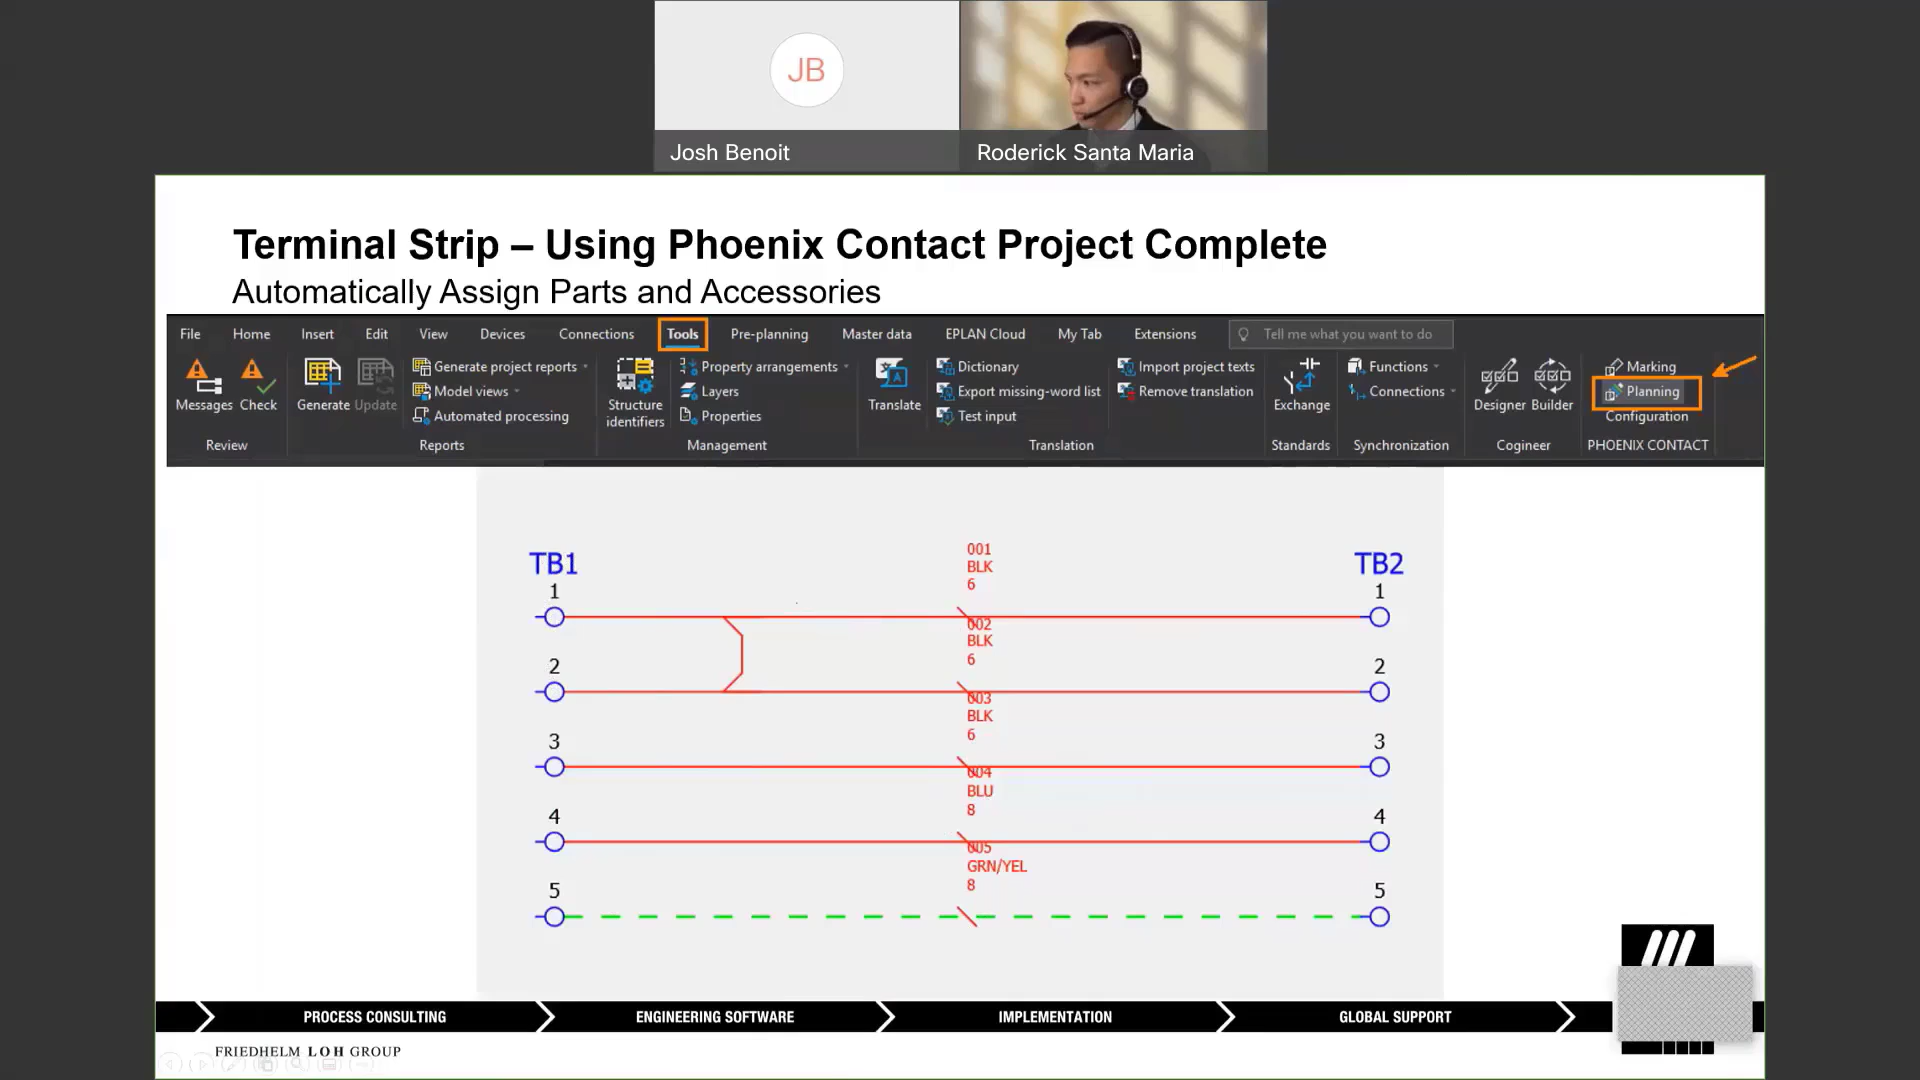 JB
Josh Benoit
Roderick Santa Maria
Terminal Strip – Using Phoenix Contact Project Complete
Automatically Assign Parts and Accessories
File Home Insert Edit View Devices Connections Tools Pre-planning Master data EPLAN Cloud My Tab Extensions Tell me what you want to do
Messages
Check
Review
Generate
Update
Generate project reports
Model views
Automated processing
Reports
Structure
identifiers
Property arrangements
Layers
Properties
Management
Translate
Dictionary
Export missing-word list
Test input
Import project texts
Remove translation
Translation
Exchange
Standards
Functions
Connections
Synchronization
Designer
Builder
Cogineer
Marking
Planning
Configuration
PHOENIX CONTACT
TB1
TB2
001
BLK
6
1
1
002
BLK
6
2
2
003
BLK
6
3
3
004
BLU
8
4
4
005
GRN/YEL
8
5
5
PROCESS CONSULTING
ENGINEERING SOFTWARE
IMPLEMENTATION
GLOBAL SUPPORT
FRIEDHELM LOH GROUP